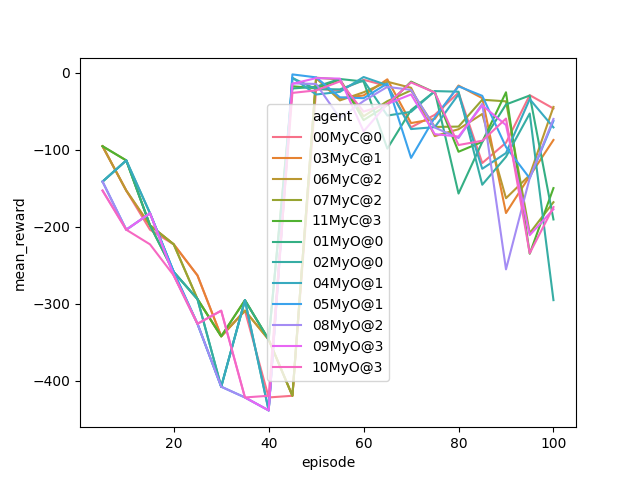 0
−100
−200
−300
−400
mean_reward
agent
00MyC@0
03MyC@1
06MyC@2
07MyC@2
11MyC@3
01MyO@0
02MyO@0
04MyO@1
05MyO@1
08MyO@2
09MyO@3
10MyO@3
20
40
60
80
100
episode